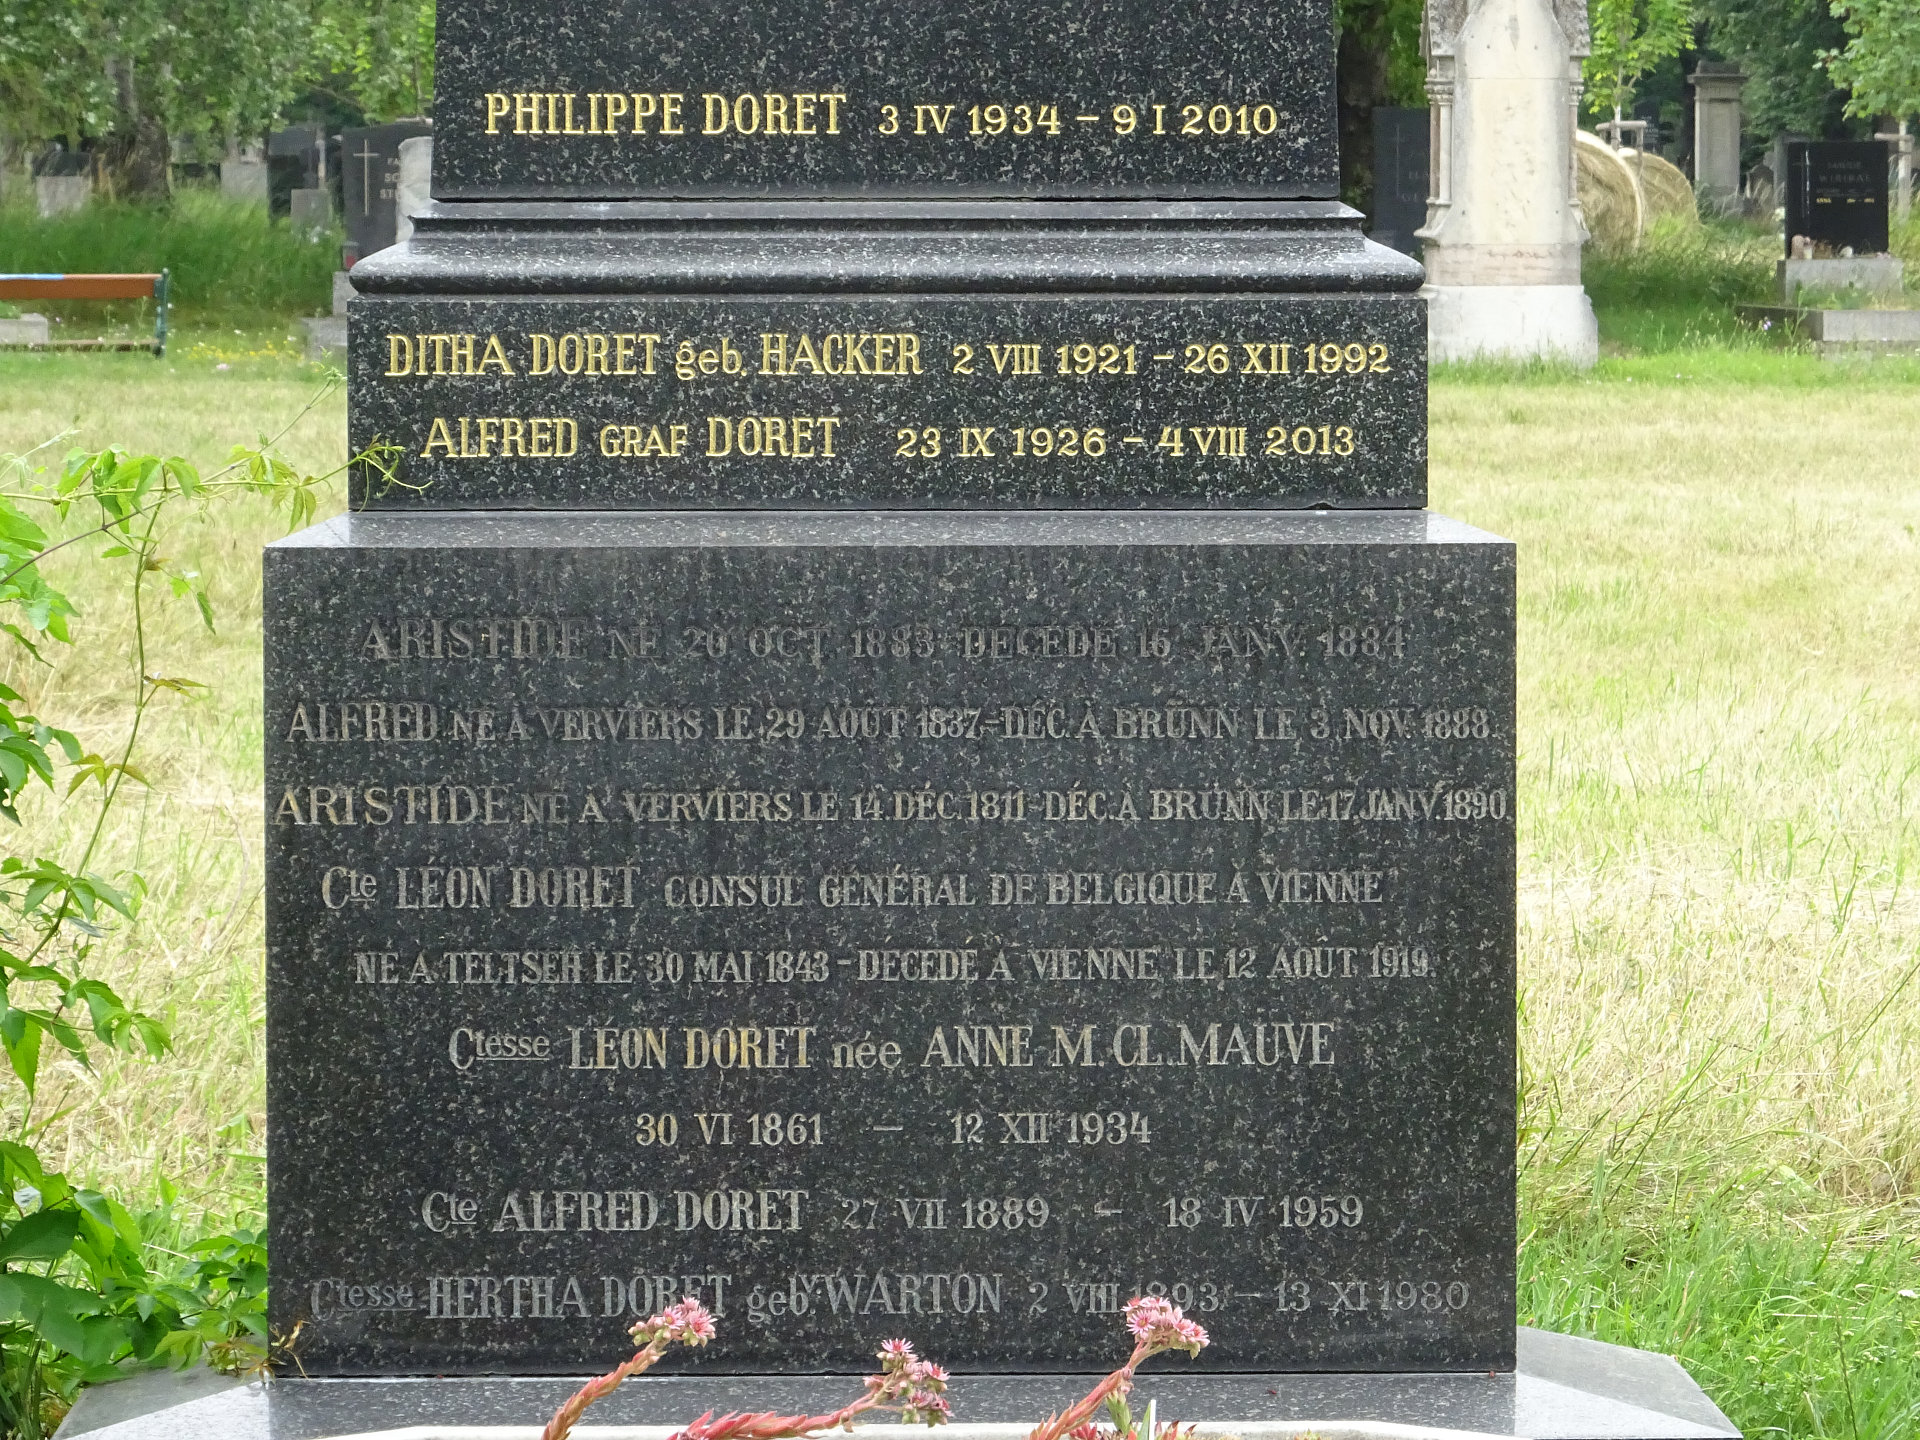 PHILIPPE DORET 3 IV 1934 – 9 I 2010
DITHA DORET geb. HACKER 2 VIII 1921 – 26 XII 1992
ALFRED GRAF DORET 23 IX 1926 – 4 VIII 2013
ARISTIDE NÉ 20 OCT. 1883 DECEDE 16 JANV. 1884
ALFRED NÉ À VERVIERS LE 29 AOÛT 1837–DÉC. À BRÜNN LE 3 NOV. 1888.
ARISTIDE NÉ À VERVIERS LE 14 DÉC. 1811–DÉC. À BRÜNN LE 17. JANV. 1890.
Cte LÉON DORET CONSUL GÉNÉRAL DE BELGIQUE À VIENNE
NÉ A TELTSCH LE 30 MAI 1843 – DECEDÉ A VIENNE LE 12 AOUT 1919.
Ctesse LÉON DORET née ANNE M. CL. MAUVE
30 VI 1861 – 12 XII 1934
Cte ALFRED DORET 27 VII 1889 – 18 IV 1959
Ctesse HERTHA DORET geb. WARTON 2 VIII 1893 – 13 XI 1980